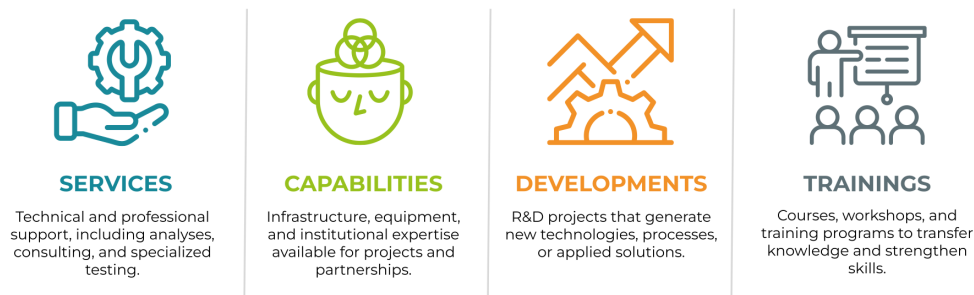 SERVICES
Technical and professional
support, including analyses,
consulting, and specialized
testing.
CAPABILITIES
Infrastructure, equipment,
and institutional expertise
available for projects and
partnerships.
DEVELOPMENTS
R&D projects that generate
new technologies, processes,
or applied solutions.
TRAININGS
Courses, workshops, and
training programs to transfer
knowledge and strengthen
skills.